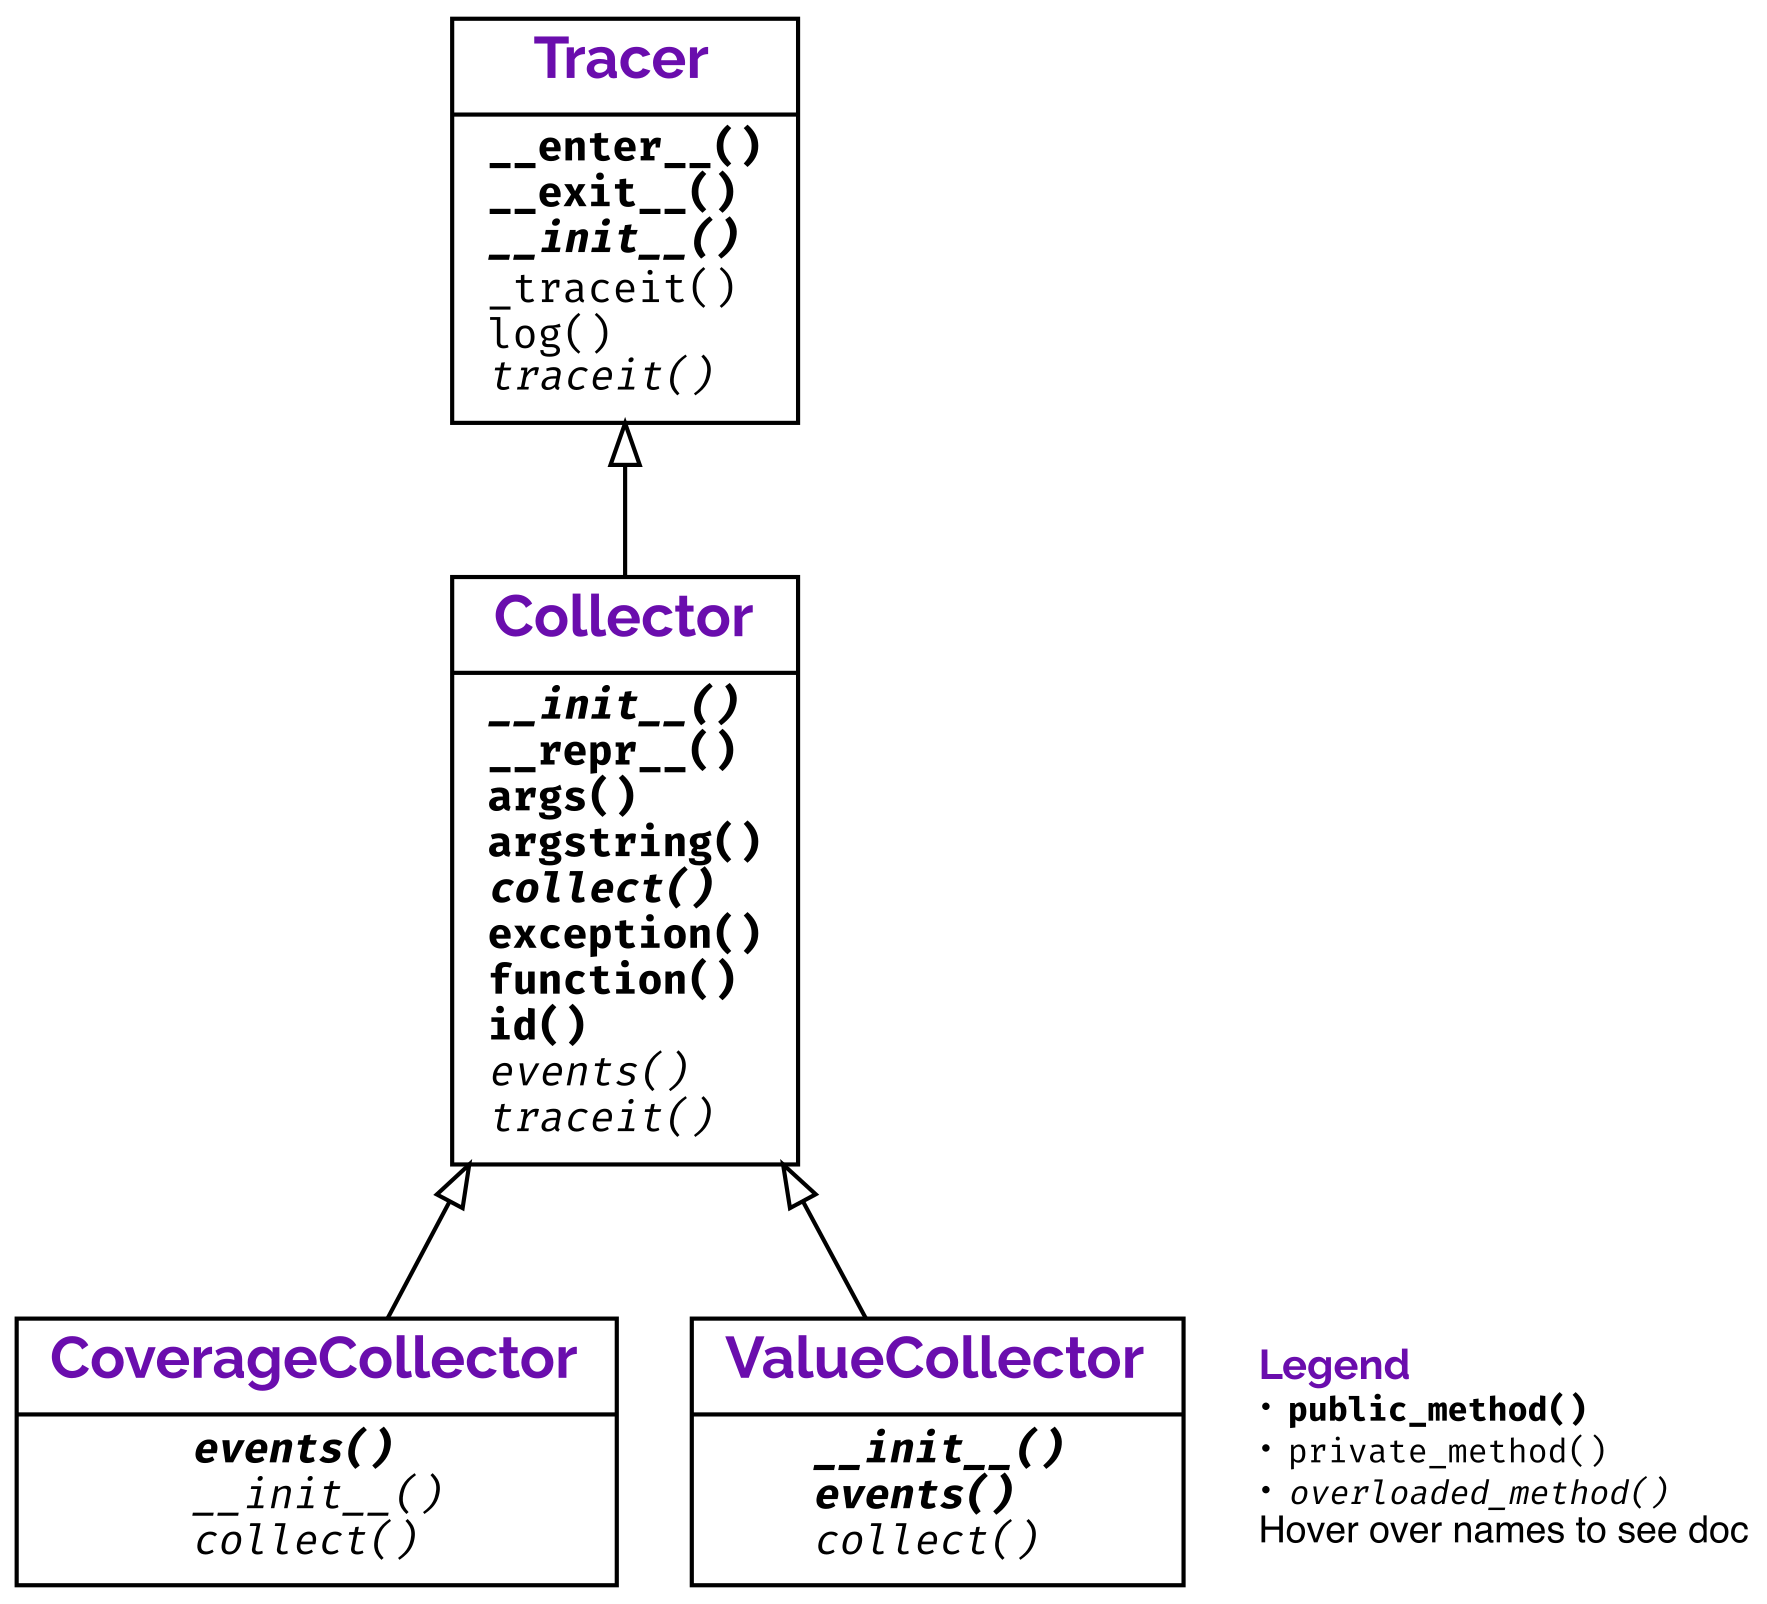 Tracer
__enter__()
__exit__()
__init__()
_traceit()
log()
traceit()
Collector
__init__()
__repr__()
args()
argstring()
collect()
exception()
function()
id()
events()
traceit()
CoverageCollector
events()
__init__()
collect()
ValueCollector
__init__()
events()
collect()
Legend
• public_method()
• private_method()
• overloaded_method()
Hover over names to see doc